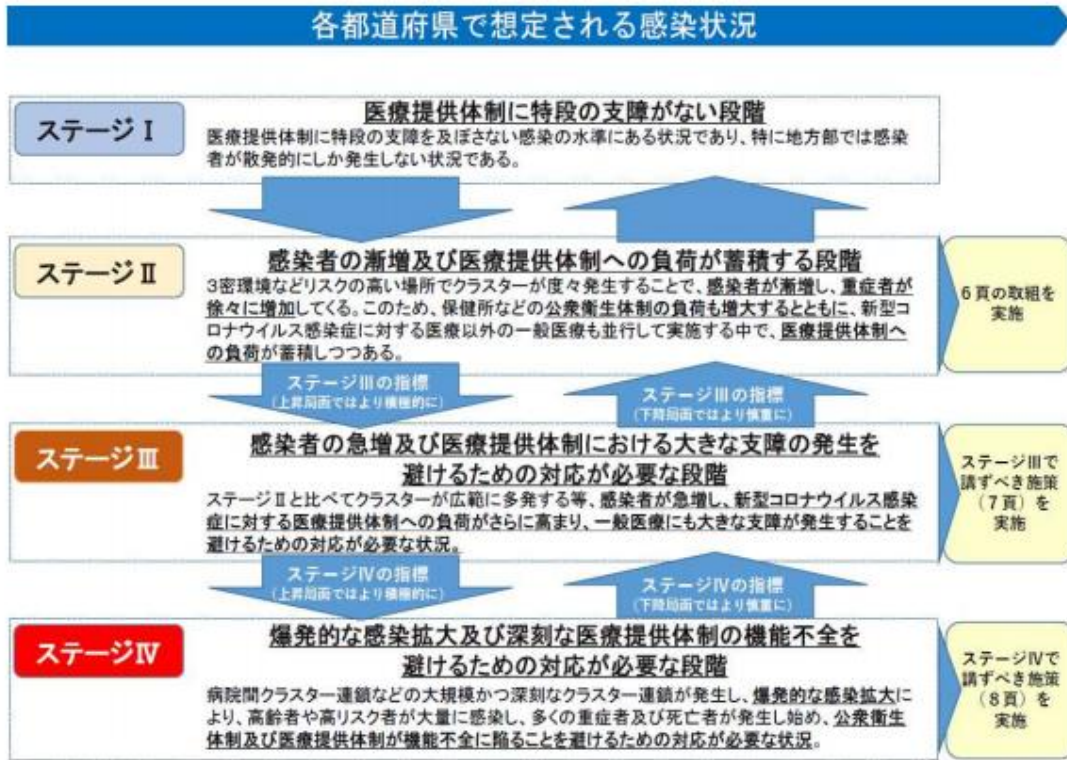 各都道府県で想定される感染状況
ステージⅠ
医療提供体制に特段の支障がない段階
医療提供体制に特段の支障を及ぼさない感染の水準にある状況であり、特に地方部では感染
者が散発的にしか発生しない状況である。
ステージⅡ
感染者の漸増及び医療提供体制への負荷が蓄積する段階
3密環境などリスクの高い場所でクラスターが度々発生することで、感染者が漸増し、重症者が
徐々に増加してくる。このため、保健所などの公衆衛生体制の負荷も増大するとともに、新型コ
ロナウイルス感染症に対する医療以外の一般医療も並行して実施する中で、医療提供体制へ
の負荷が蓄積しつつある。
6頁の取組を
実施
ステージⅢの指標
(上昇局面ではより積極的に)
ステージⅢの指標
(下降局面ではより慎重に)
ステージⅢ
感染者の急増及び医療提供体制における大きな支障の発生を
避けるための対応が必要な段階
ステージⅡと比べてクラスターが広範に多発する等、感染者が急増し、新型コロナウイルス感染
症に対する医療提供体制への負荷がさらに高まり、一般医療にも大きな支障が発生することを
避けるための対応が必要な状況。
ステージⅢで
講ずべき施策
(7頁)を
実施
ステージⅣの指標
(上昇局面ではより積極的に)
ステージⅣの指標
(下降局面ではより慎重に)
ステージⅣ
爆発的な感染拡大及び深刻な医療提供体制の機能不全を
避けるための対応が必要な段階
病院間クラスター連鎖などの大規模かつ深刻なクラスター連鎖が発生し、爆発的な感染拡大に
より、高齢者や高リスク者が大量に感染し、多くの重症者及び死亡者が発生し始め、公衆衛生
体制及び医療提供体制が機能不全に陥ることを避けるための対応が必要な状況。
ステージⅣで
講ずべき施策
(8頁)を
実施